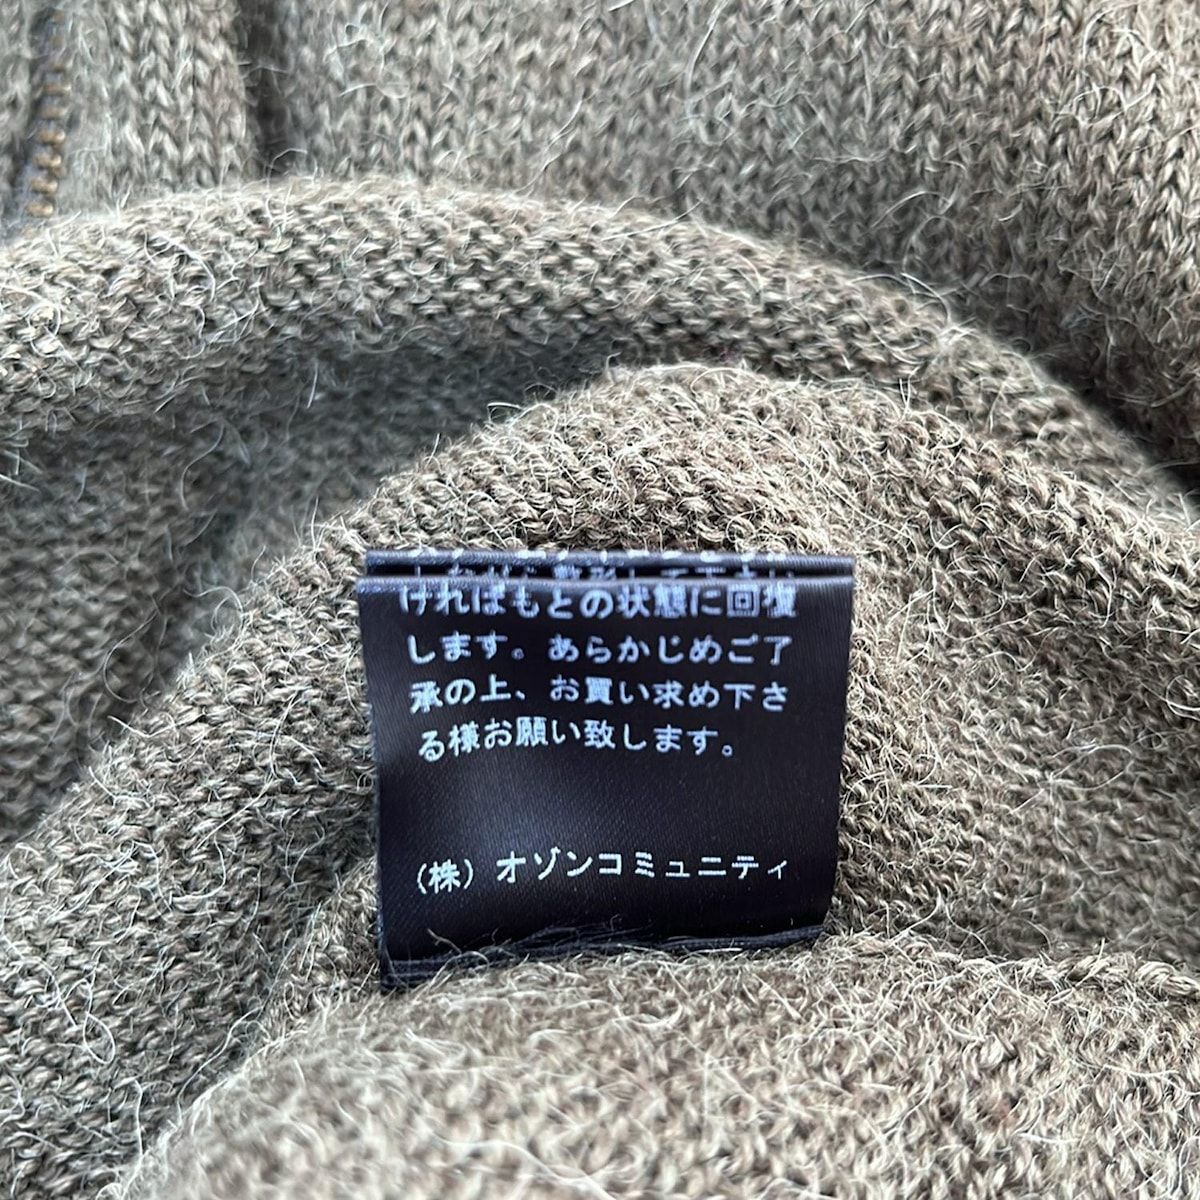 ければもとの状態に回復
します。あらかじめご了
承の上、お買い求め下さ
る様お願い致します。
(株)オゾンコミュニティ